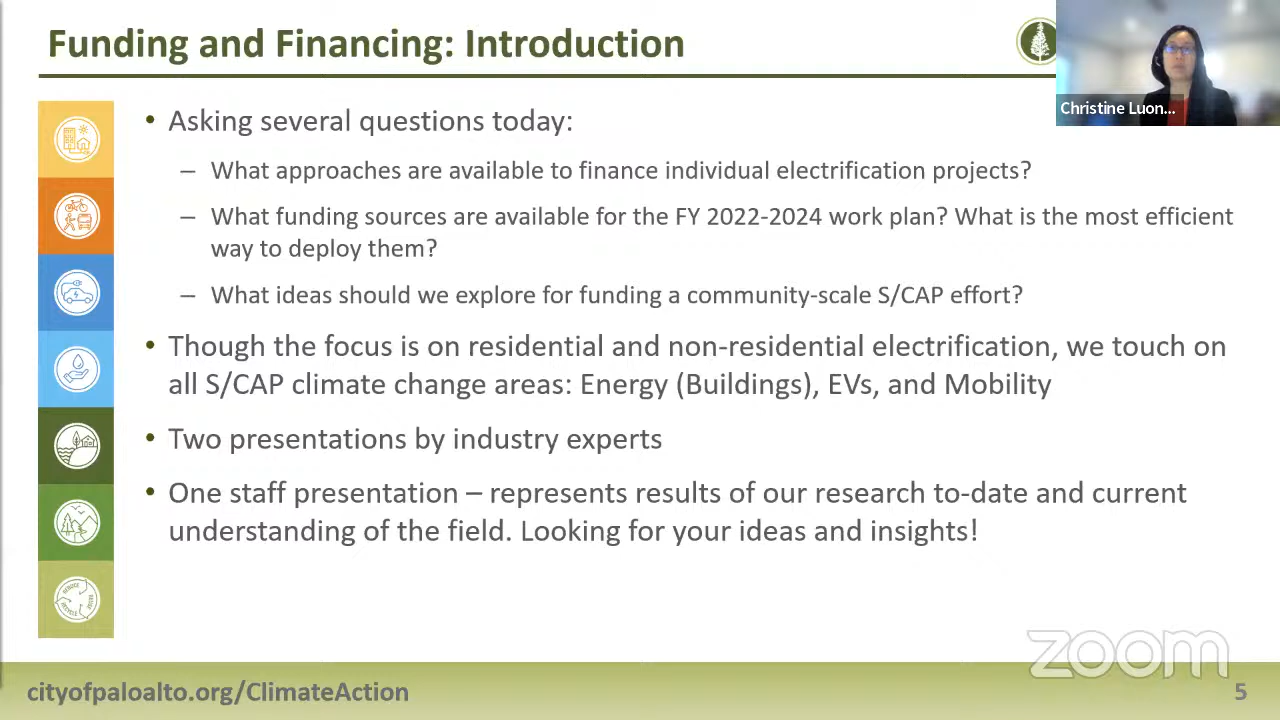 Funding and Financing: Introduction
Christine Luon...
• Asking several questions today:
– What approaches are available to finance individual electrification projects?
– What funding sources are available for the FY 2022-2024 work plan? What is the most efficient
way to deploy them?
– What ideas should we explore for funding a community-scale S/CAP effort?
• Though the focus is on residential and non-residential electrification, we touch on
all S/CAP climate change areas: Energy (Buildings), EVs, and Mobility
• Two presentations by industry experts
• One staff presentation – represents results of our research to-date and current
understanding of the field. Looking for your ideas and insights!
zoom
cityofpaloalto.org/ClimateAction
5